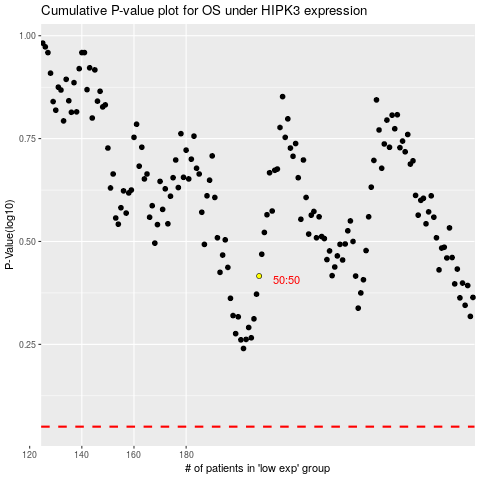 Cumulative P-value plot for OS under HIPK3 expression
P-Value(log10)
1.00
0.75
0.50
0.25
50:50
120 140 160 180
# of patients in 'low exp' group